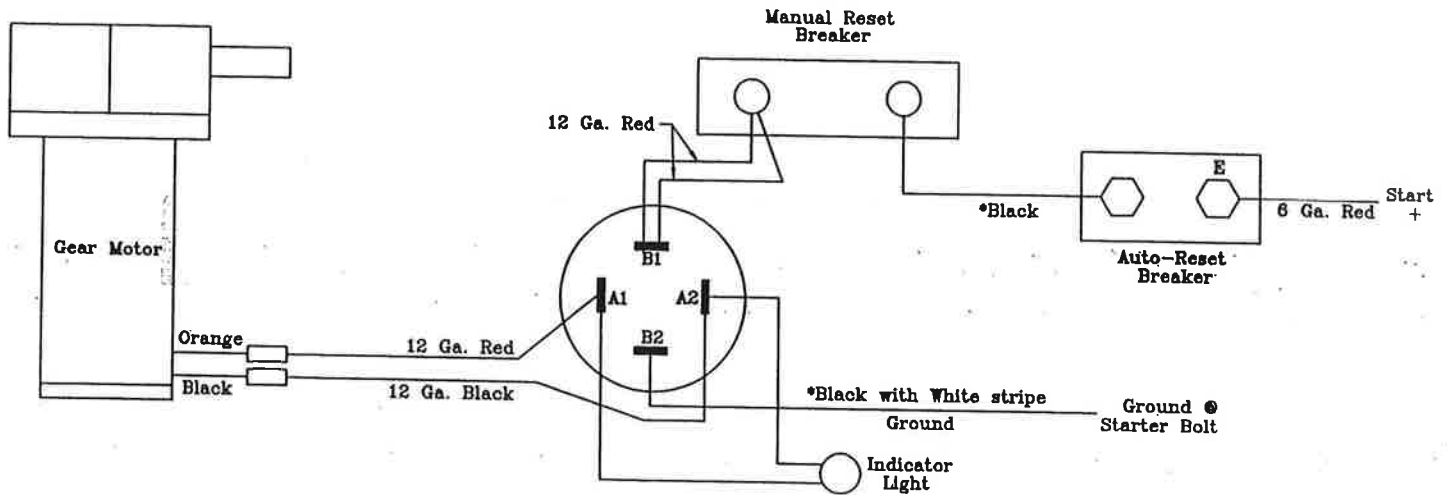 Manual Reset
Breaker
12 Ga. Red
E
*Black
6 Ga. Red
Start
+
Auto-Reset
Breaker
Gear Motor
B1
A1
A2
B2
Orange
12 Ga. Red
Black
12 Ga. Black
*Black with White stripe
Ground
Ground @
Starter Bolt
Indicator
Light